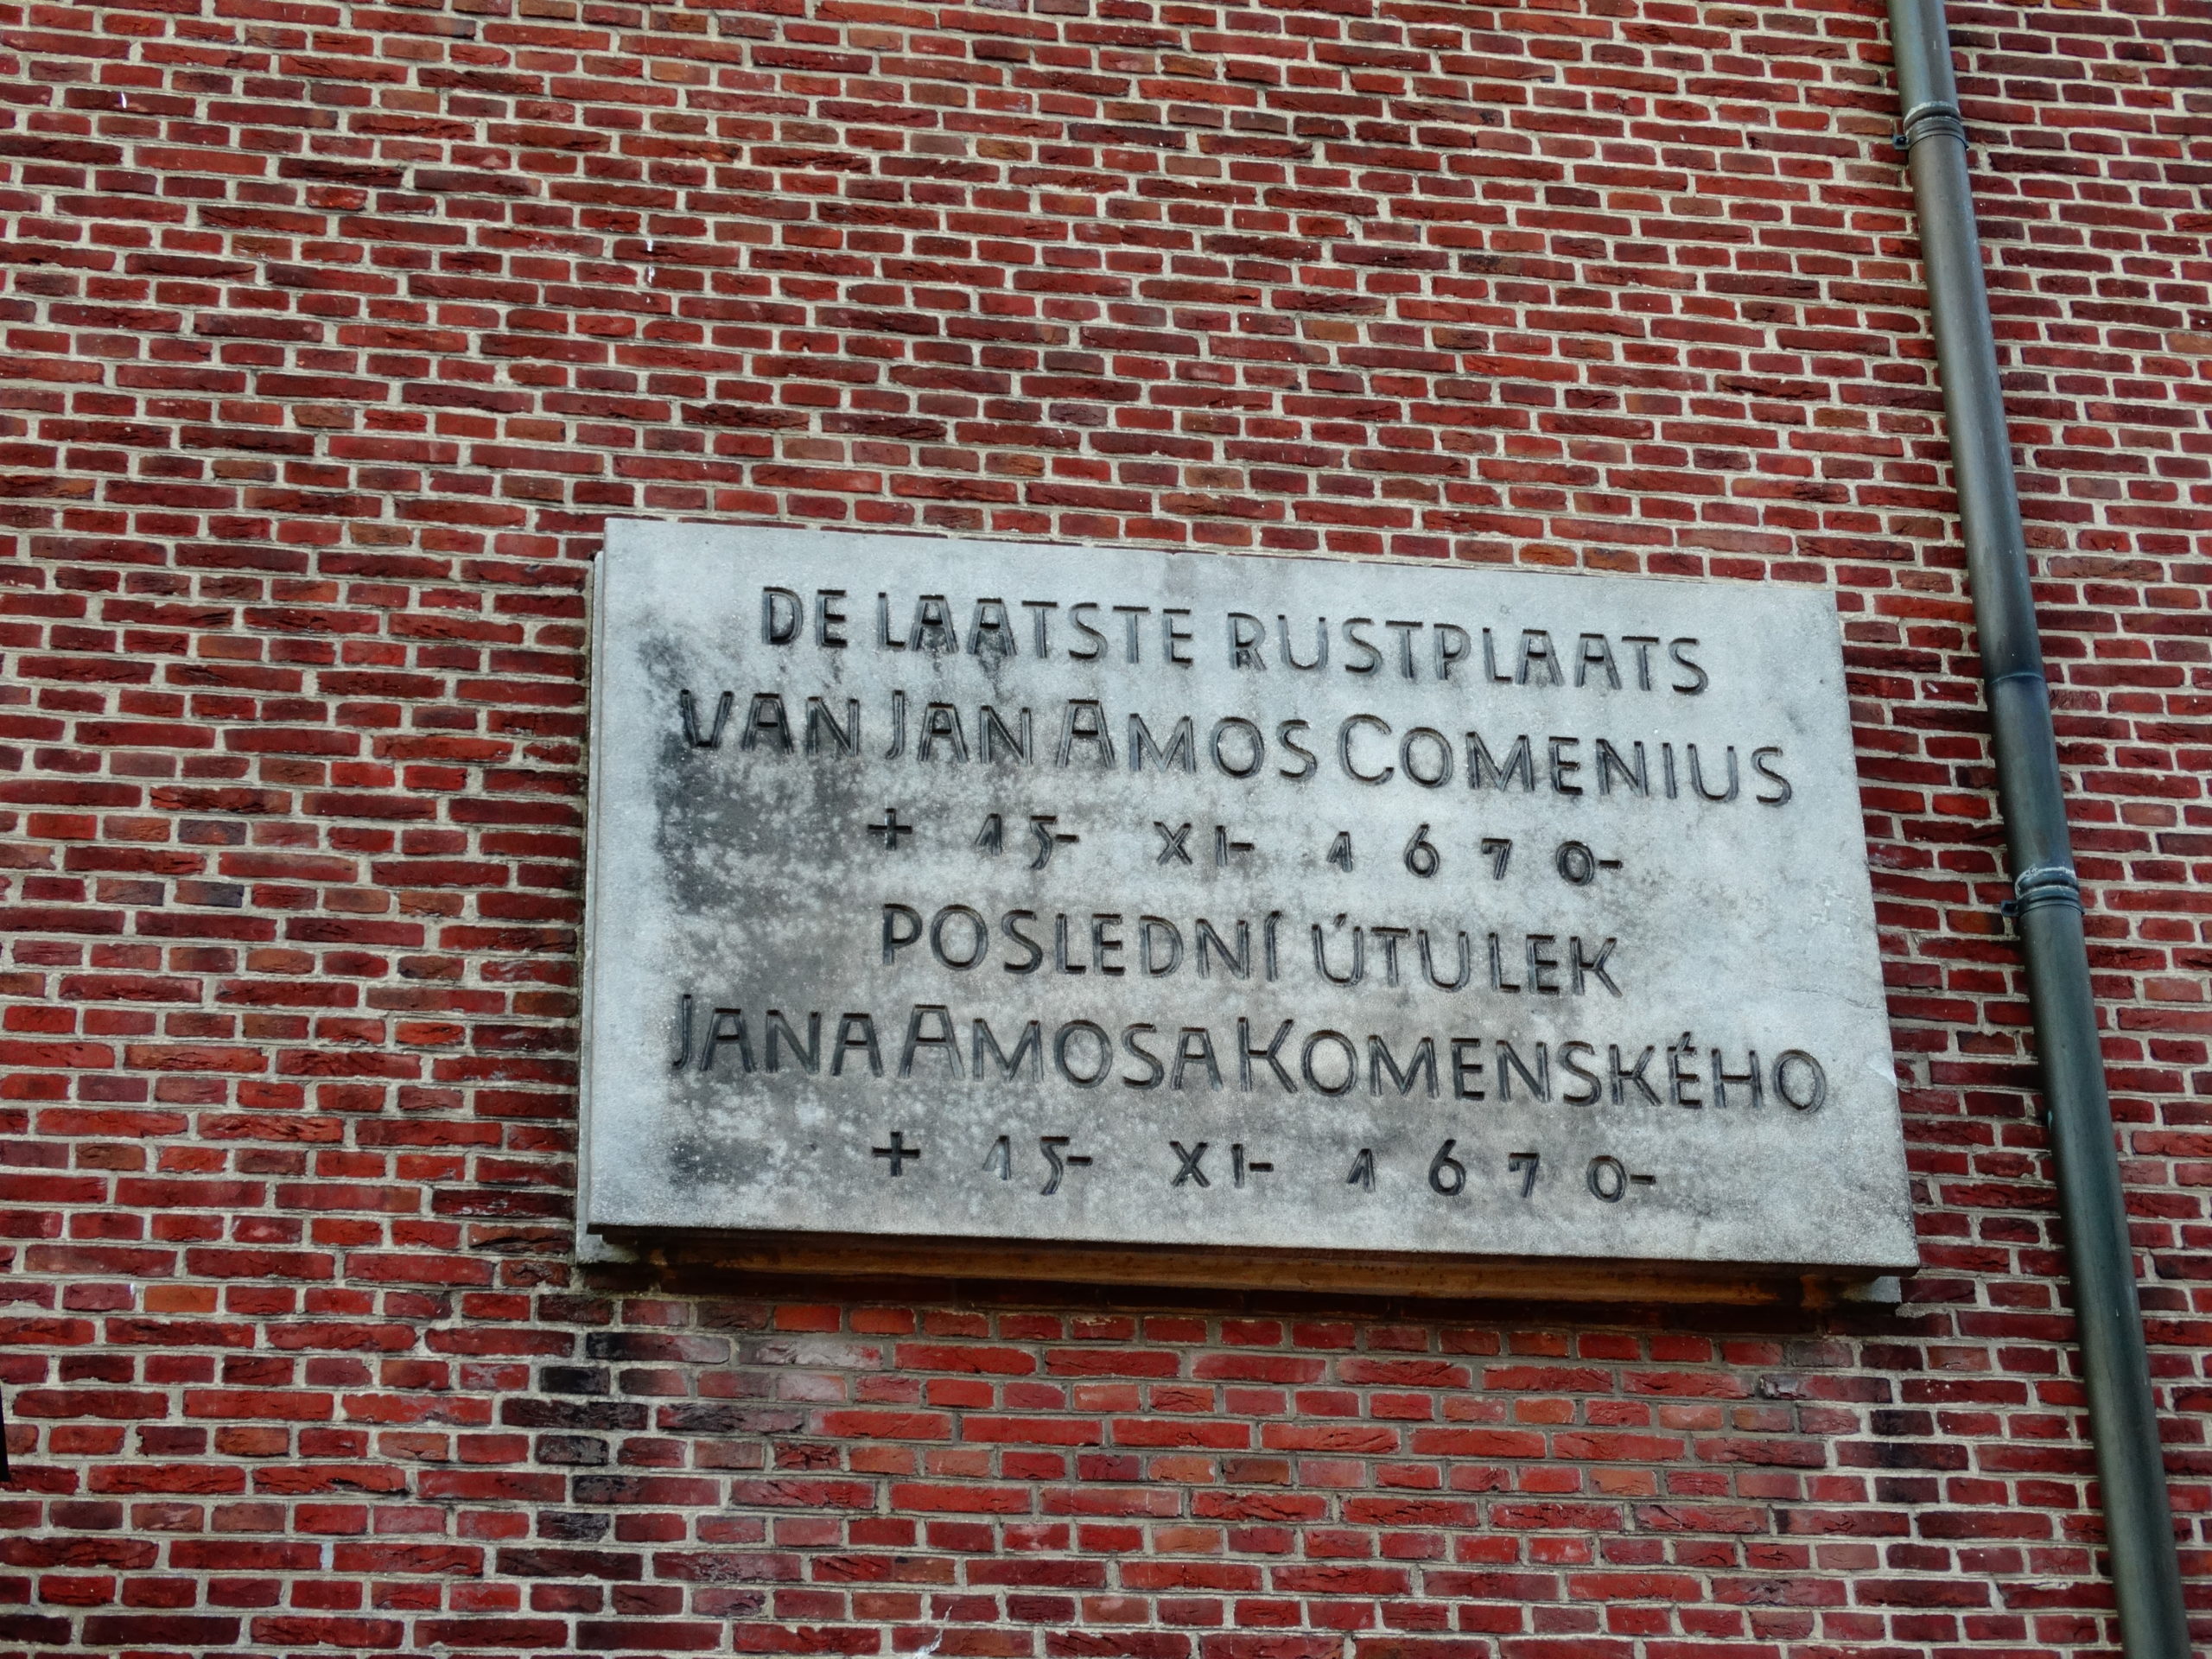 DE LAATSTE RUSTPLAATS
VAN JAN AMOS COMENIUS
+ 15- XI- 1670-
POSLEDNÍ ÚTULEK
JANA AMOSA KOMENSKÉHO
+ 15- XI- 1670-